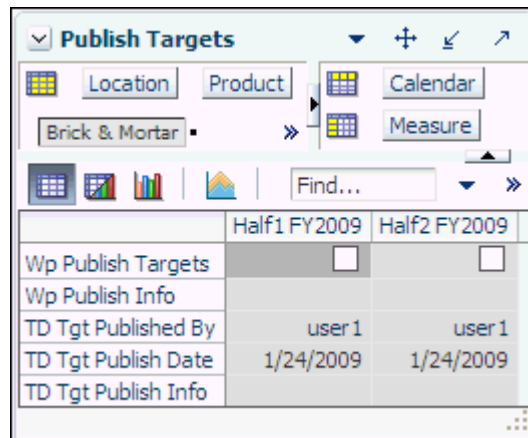 Publish Targets
Location Product Calendar
Brick & Mortar Measure
Find...
Half1 FY2009 Half2 FY2009
Wp Publish Targets
Wp Publish Info
TD Tgt Published By user1 user1
TD Tgt Publish Date 1/24/2009 1/24/2009
TD Tgt Publish Info